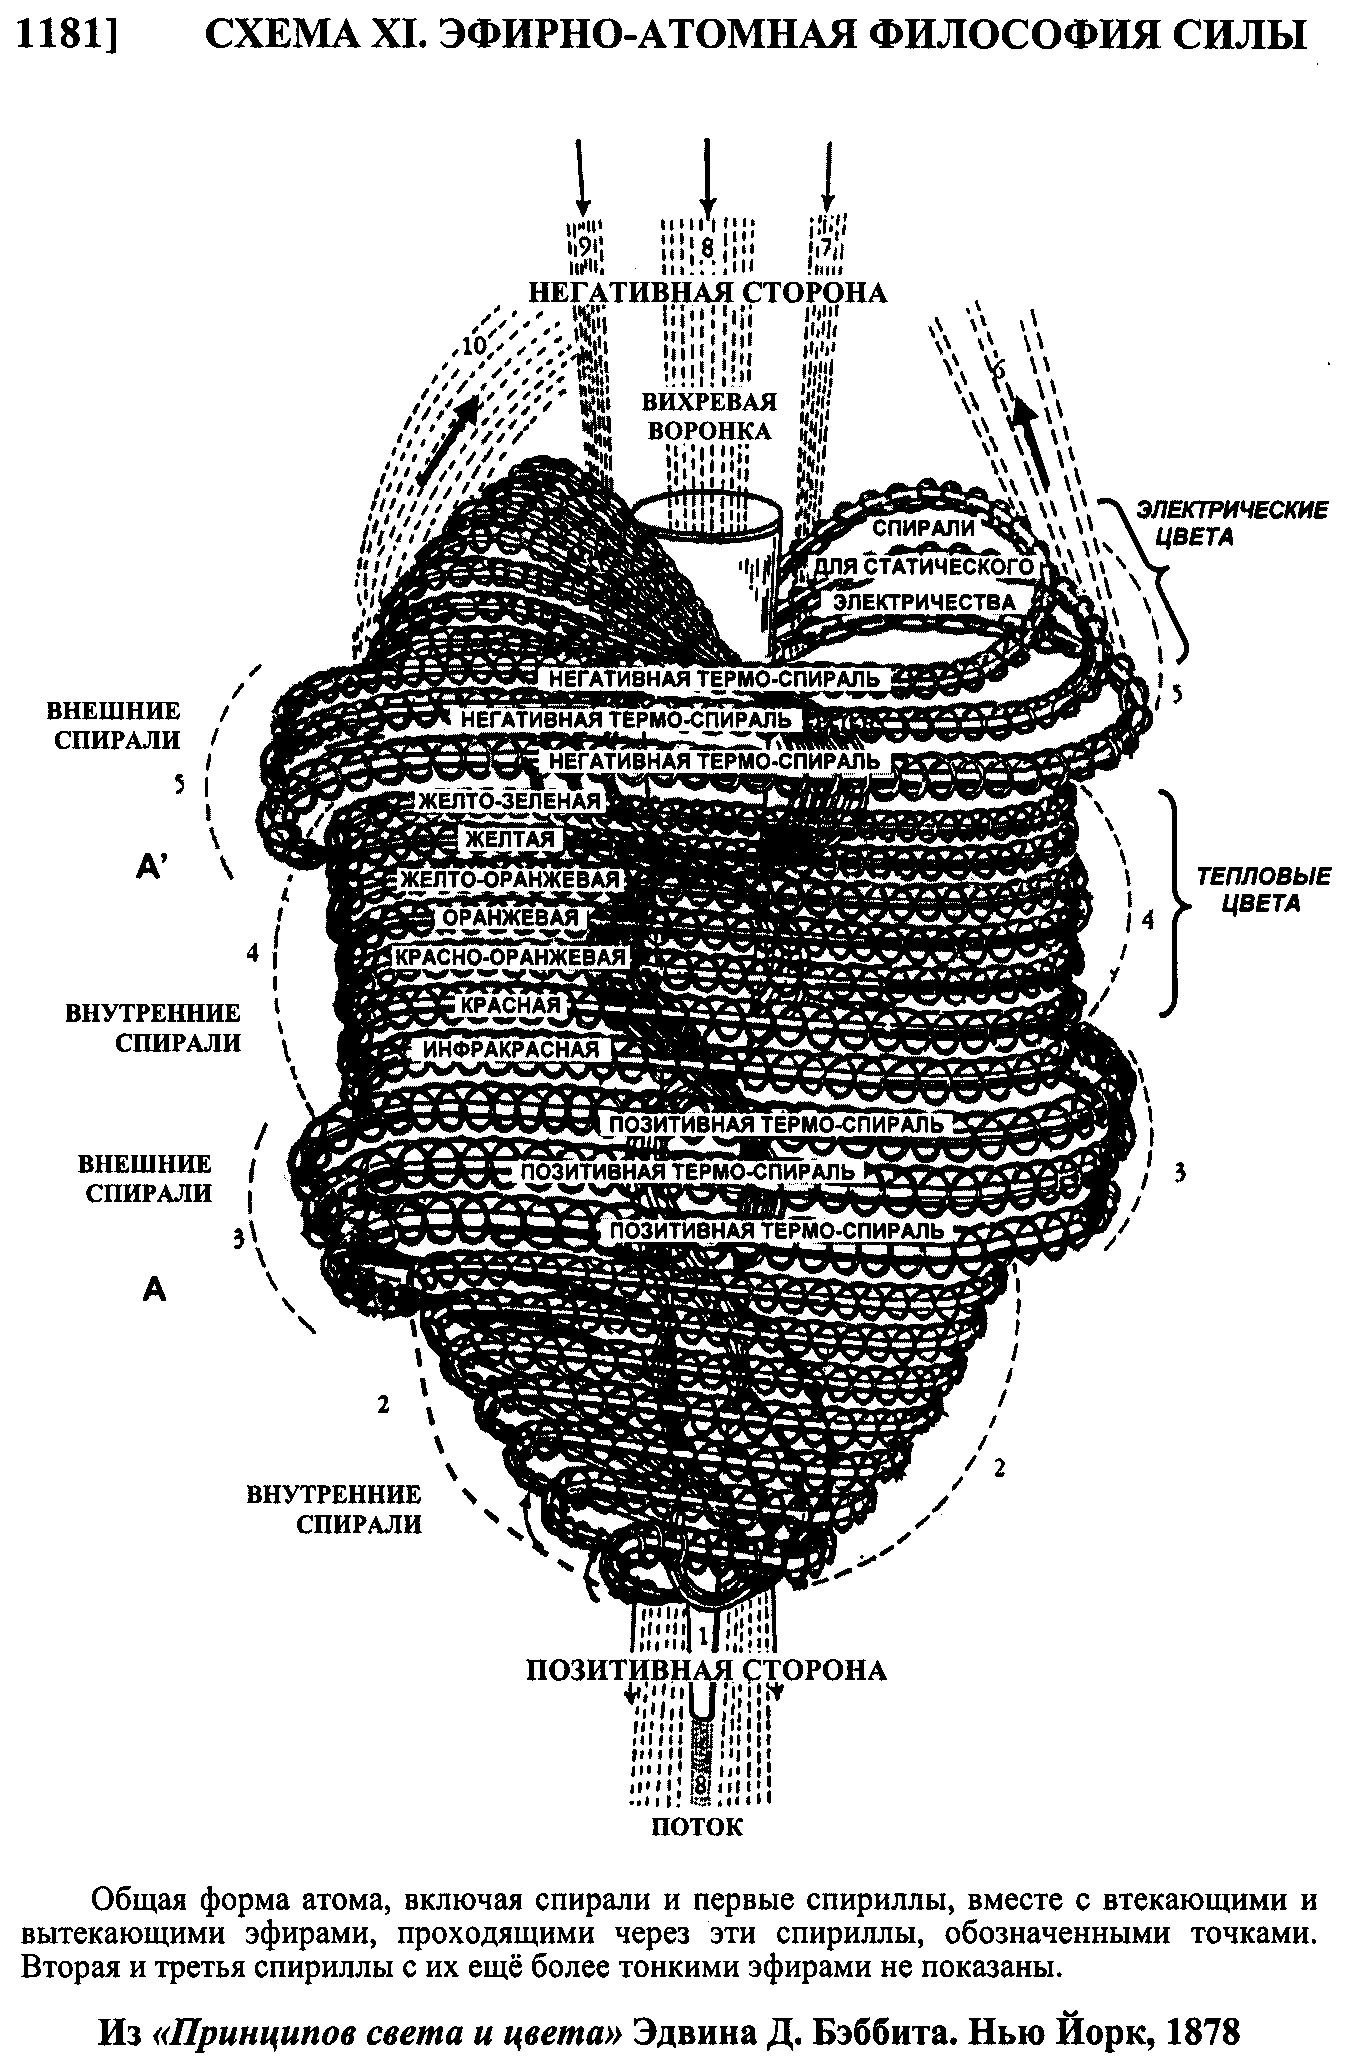 1181] СХЕМА XI. ЭФИРНО-АТОМНАЯ ФИЛОСОФИЯ СИЛЫ
9 8 7
НЕГАТИВНАЯ СТОРОНА
10
6
ВИХРЕВАЯ
ВОРОНКА
ЭЛЕКТРИЧЕСКИЕ
ЦВЕТА
СПИРАЛИ
ДЛЯ СТАТИЧЕСКОГО
ЭЛЕКТРИЧЕСТВА
НЕГАТИВНАЯ ТЕРМО-СПИРАЛЬ
5
ВНЕШНИЕ
СПИРАЛИ
НЕГАТИВНАЯ ТЕРМО-СПИРАЛЬ
НЕГАТИВНАЯ ТЕРМО-СПИРАЛЬ
5
ЖЕЛТО-ЗЕЛЕНАЯ
ЖЕЛТАЯ
A’
ЖЕЛТО-ОРАНЖЕВАЯ
ТЕПЛОВЫЕ
ЦВЕТА
ОРАНЖЕВАЯ
4
4
КРАСНО-ОРАНЖЕВАЯ
КРАСНАЯ
ВНУТРЕННИЕ
СПИРАЛИ
ИНФРАКРАСНАЯ
ПОЗИТИВНАЯ ТЕРМО-СПИРАЛЬ
ВНЕШНИЕ
СПИРАЛИ
ПОЗИТИВНАЯ ТЕРМО-СПИРАЛЬ
3
ПОЗИТИВНАЯ ТЕРМО-СПИРАЛЬ
3
A
2
2
ВНУТРЕННИЕ
СПИРАЛИ
1
ПОЗИТИВНАЯ СТОРОНА
8
ПОТОК
Общая форма атома, включая спирали и первые спириллы, вместе с втекающими и
вытекающими эфирами, проходящими через эти спириллы, обозначенными точками.
Вторая и третья спириллы с их ещё более тонкими эфирами не показаны.
Из «Принципов света и цвета» Эдвина Д. Бэббита. Нью Йорк, 1878